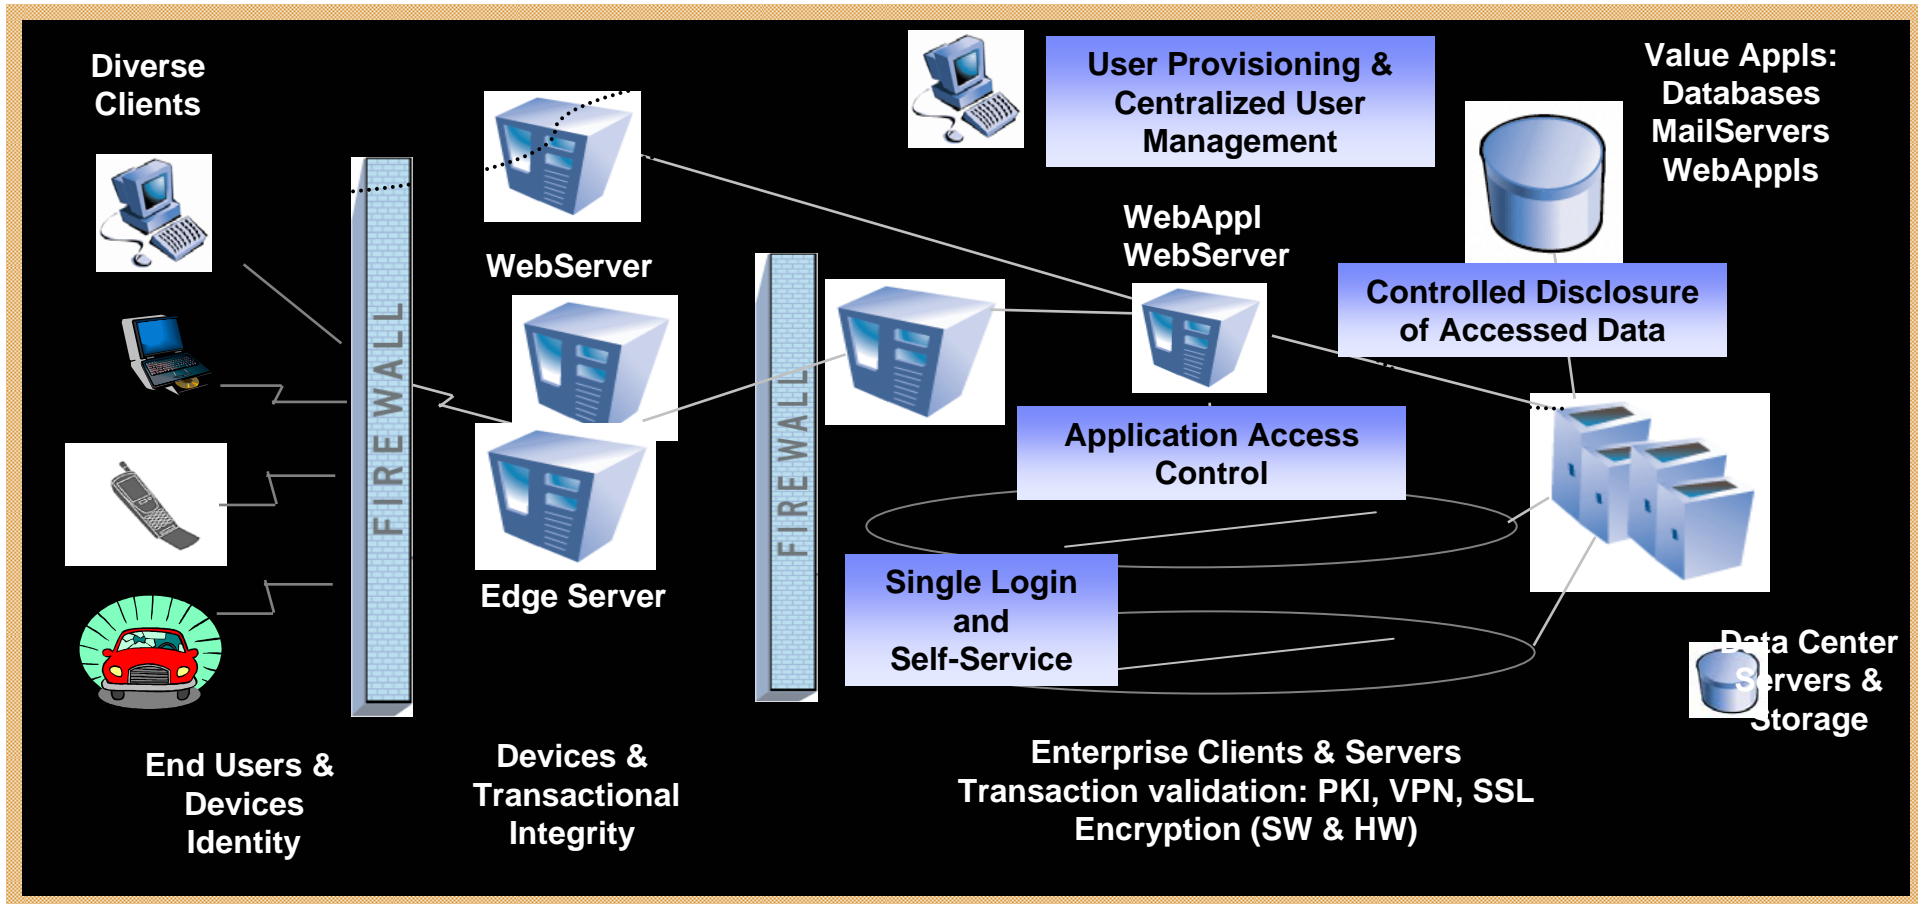 Diverse
Clients
User Provisioning &
Centralized User
Management
Value Appls:
Databases
MailServers
WebAppls
WebAppl
WebServer
WebServer
Controlled Disclosure
of Accessed Data
FIREWALL
FIREWALL
Application Access
Control
Edge Server
Single Login
and
Self-Service
Data Center
Servers &
Storage
End Users &
Devices
Identity
Devices &
Transactional
Integrity
Enterprise Clients & Servers
Transaction validation: PKI, VPN, SSL
Encryption (SW & HW)